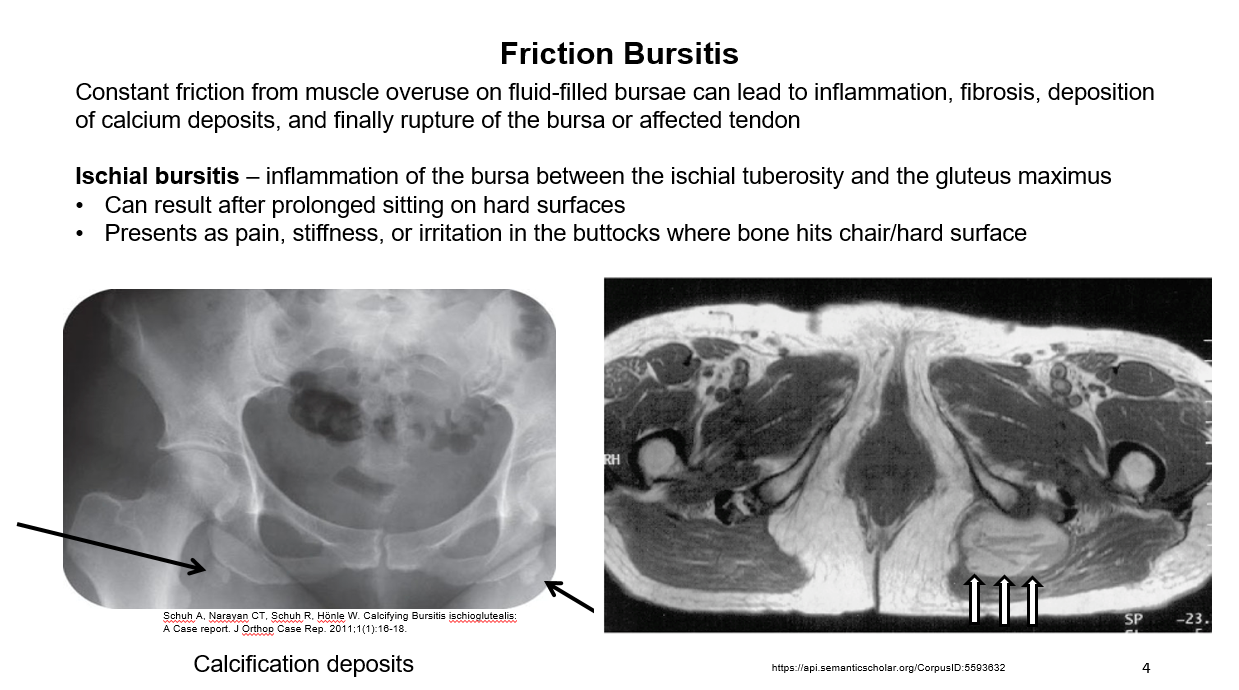 Friction Bursitis
Constant friction from muscle overuse on fluid-filled bursae can lead to inflammation, fibrosis, deposition
of calcium deposits, and finally rupture of the bursa or affected tendon
Ischial bursitis – inflammation of the bursa between the ischial tuberosity and the gluteus maximus
• Can result after prolonged sitting on hard surfaces
• Presents as pain, stiffness, or irritation in the buttocks where bone hits chair/hard surface
RH
SP -23.
Schuh A, Narayan CT, Schuh R, Hönle W. Calcifying Bursitis ischioglutealis:
A Case report. J Orthop Case Rep. 2011;1(1):16-18.
Calcification deposits
https://api.semanticscholar.org/CorpusID:5593632
4